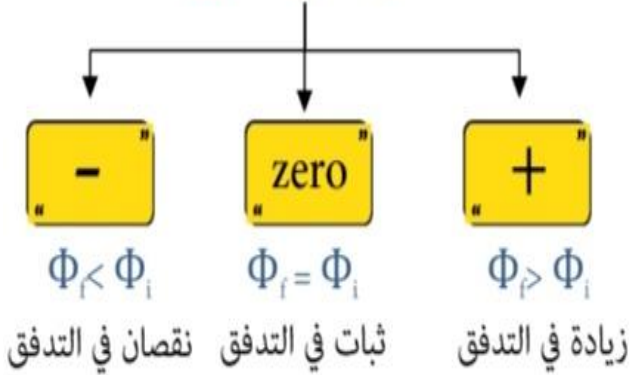 " - "
" zero "
" + "
Φf < Φi
Φf = Φi
Φf > Φi
نقصان في التدفق
ثبات في التدفق
زيادة في التدفق